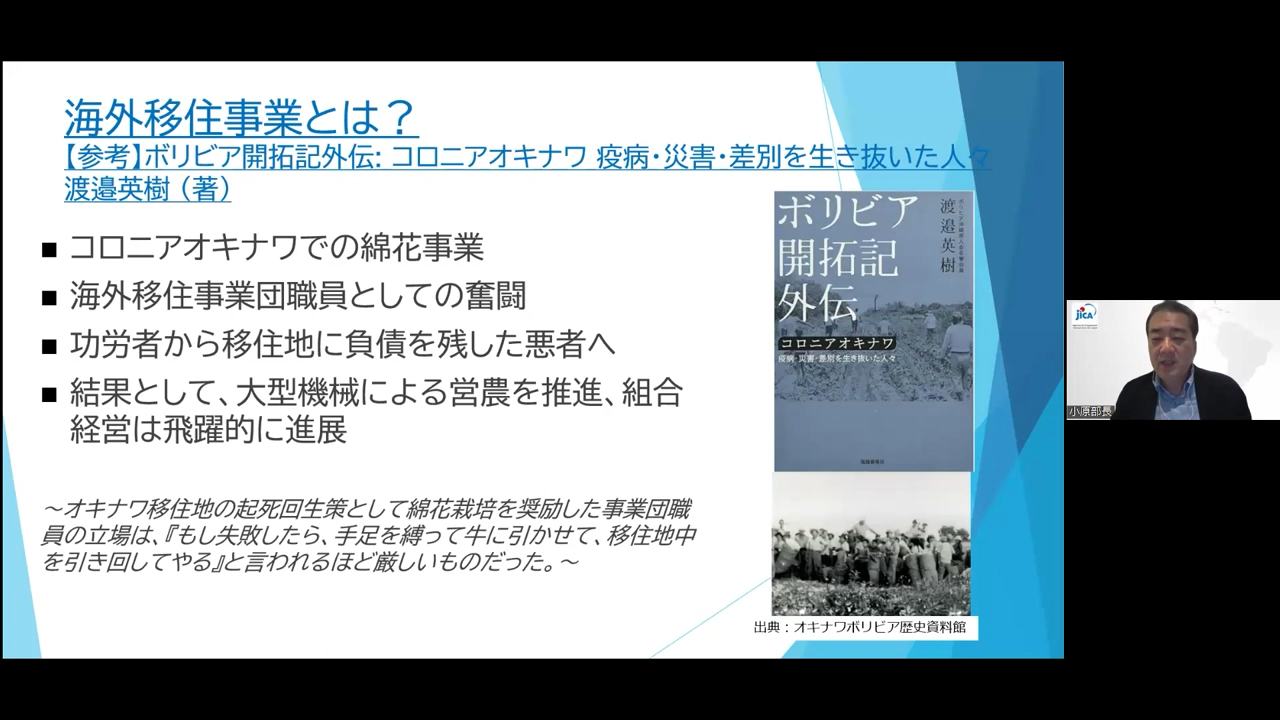 海外移住事業とは？
【参考】ボリビア開拓記外伝: コロニアオキナワ 疫病・災害・差別を生き抜いた人々
渡邉英樹（著）
■ コロニアオキナワでの綿花事業
■ 海外移住事業団職員としての奮闘
■ 功労者から移住地に負債を残した悪者へ
■ 結果として、大型機械による営農を推進、組合
経営は飛躍的に進展
～オキナワ移住地の起死回生策として綿花栽培を奨励した事業団職
員の立場は、『もし失敗したら、手足を縛って牛に引かせて、移住地中
を引き回してやる』と言われるほど厳しいものだった。～
ボリビア
開拓記
外伝
渡邉英樹
コロニアオキナワ
疫病・災害・差別を生き抜いた人々
出典：オキナワボリビア歴史資料館
JICA
小原部長